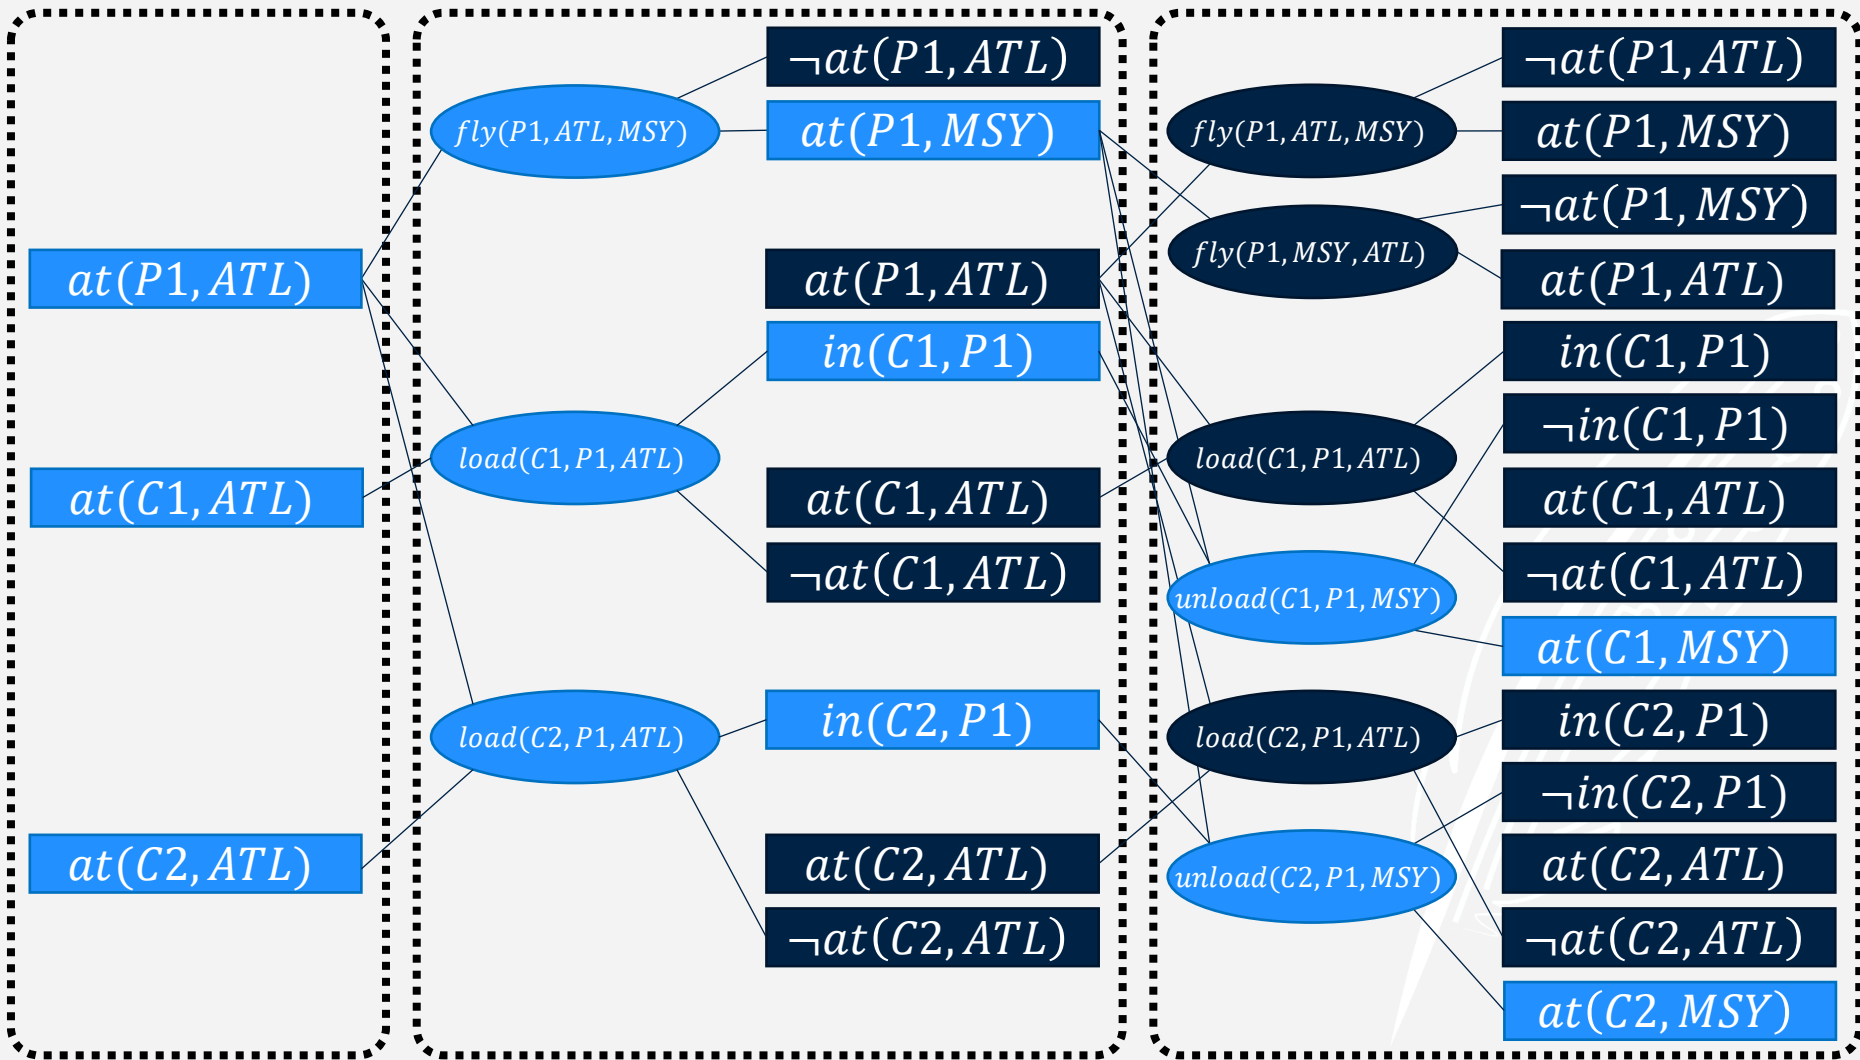 at(P1, ATL)
at(C1, ATL)
at(C2, ATL)
fly(P1, ATL, MSY)
load(C1, P1, ATL)
load(C2, P1, ATL)
¬at(P1, ATL)
at(P1, MSY)
at(P1, ATL)
in(C1, P1)
at(C1, ATL)
¬at(C1, ATL)
in(C2, P1)
at(C2, ATL)
¬at(C2, ATL)
fly(P1, ATL, MSY)
fly(P1, MSY, ATL)
load(C1, P1, ATL)
unload(C1, P1, MSY)
load(C2, P1, ATL)
unload(C2, P1, MSY)
¬at(P1, ATL)
at(P1, MSY)
¬at(P1, MSY)
at(P1, ATL)
in(C1, P1)
¬in(C1, P1)
at(C1, ATL)
¬at(C1, ATL)
at(C1, MSY)
in(C2, P1)
¬in(C2, P1)
at(C2, ATL)
¬at(C2, ATL)
at(C2, MSY)